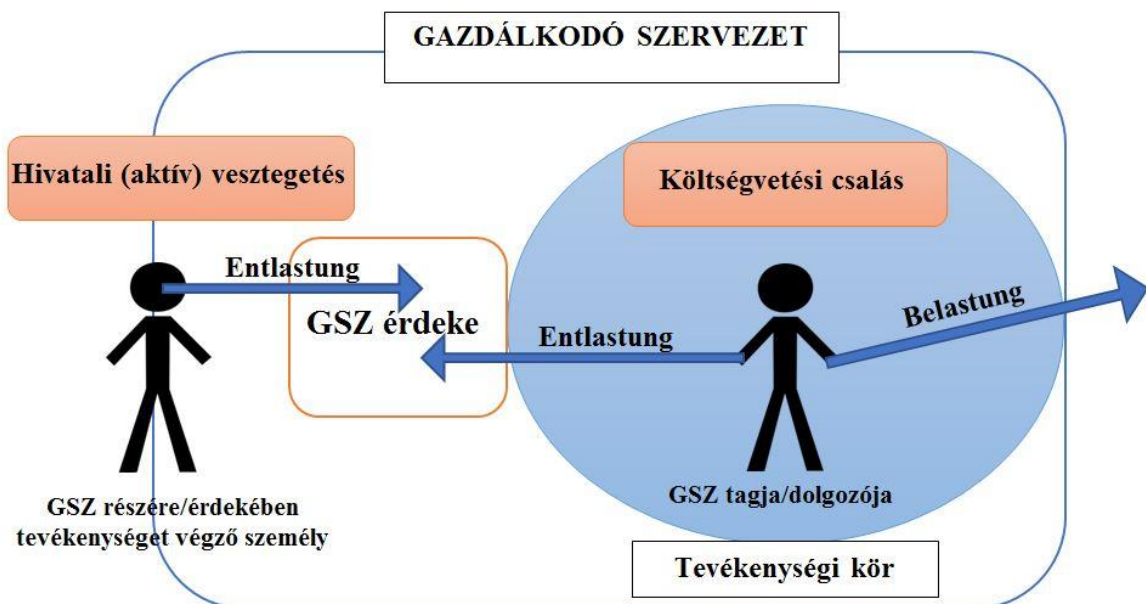 GAZDÁLKODÓ SZERVEZET
Hivatali (aktív) vesztegetés
Költségvetési csalás
Entlastung
GSZ érdeke
Entlastung
Belastung
GSZ részére/érdekében
tevékenységet végző személy
GSZ tagja/dolgozója
Tevékenységi kör